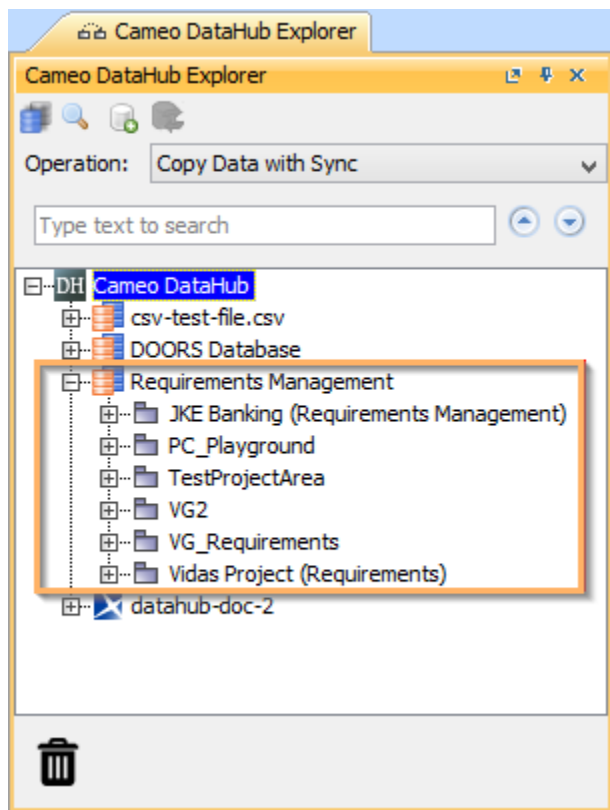 Cameo DataHub Explorer
Cameo DataHub Explorer
Operation: Copy Data with Sync
Type text to search
DH Cameo DataHub
csv-test-file.csv
DOORS Database
Requirements Management
JKE Banking (Requirements Management)
PC_Playground
TestProjectArea
VG2
VG_Requirements
Vidas Project (Requirements)
datahub-doc-2